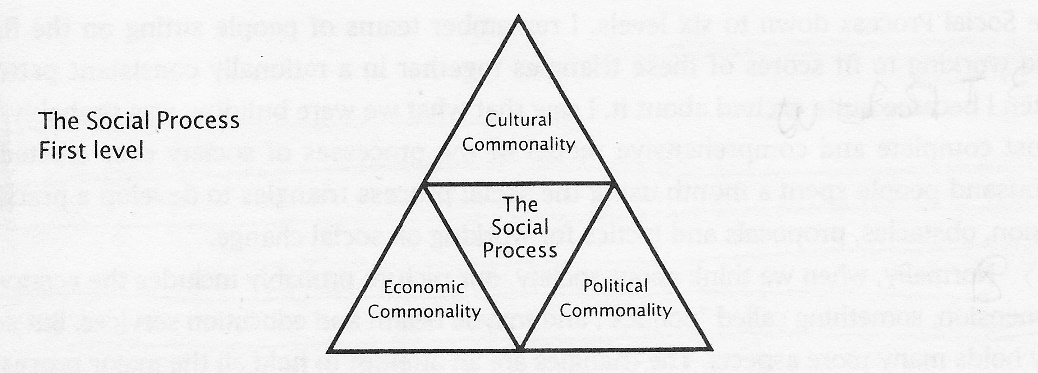 The Social Process
First level
Cultural
Commonality
The
Social
Process
Economic
Commonality
Political
Commonality